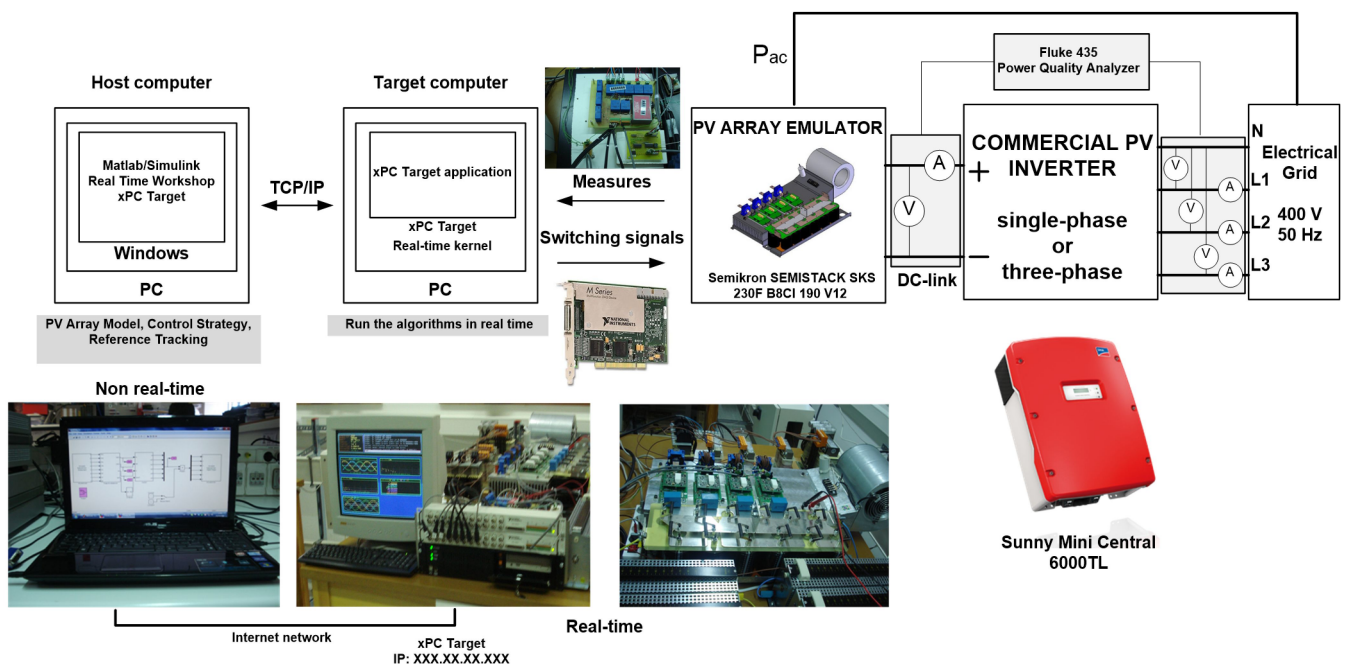 Host computer
Matlab/Simulink
Real Time Workshop
xPC Target
Windows
PC
PV Array Model, Control Strategy,
Reference Tracking
TCP/IP
Target computer
xPC Target application
xPC Target
Real-time kernel
PC
Run the algorithms in real time
Measures
Switching signals
M Series
NATIONAL
INSTRUMENTS
Pac
PV ARRAY EMULATOR
Semikron SEMISTACK SKS
230F B8CI 190 V12
A
V
DC-link
Fluke 435
Power Quality Analyzer
COMMERCIAL PV
INVERTER
+
single-phase
or
three-phase
−
V
A
V
A
V
A
N
Electrical
Grid
L1
400 V
L2
50 Hz
L3
Non real-time
Internet network
xPC Target
IP: XXX.XX.XX.XXX
Real-time
Sunny Mini Central
6000TL